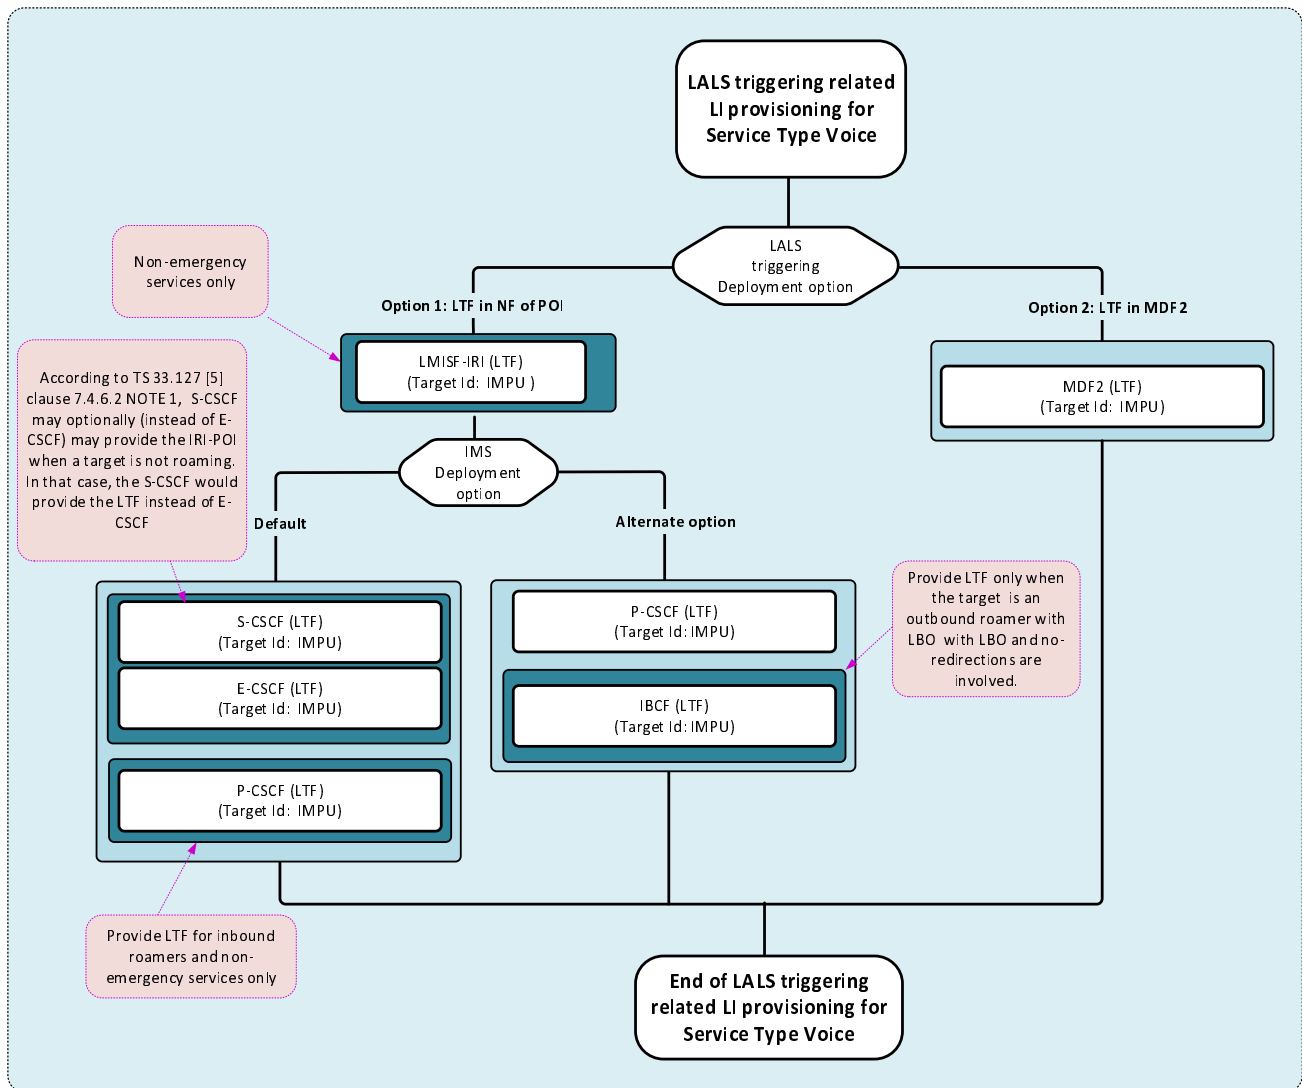 LALS triggering related
LI provisioning for
Service Type Voice
LALS
triggering
Deployment option
Non-emergency
services only
Option 1: LTF in NF of POI
Option 2: LTF in MDF2
LMISF-IRI (LTF)
(Target Id: IMPU )
MDF2 (LTF)
(Target Id: IMPU)
According to TS 33.127 [5]
clause 7.4.6.2 NOTE 1, S-CSCF
may optionally (instead of E-
CSCF) may provide the IRI-POI
when a target is not roaming.
In that case, the S-CSCF would
provide the LTF instead of E-
CSCF
IMS
Deployment
option
Default
Alternate option
S-CSCF (LTF)
(Target Id: IMPU)
E-CSCF (LTF)
(Target Id: IMPU)
P-CSCF (LTF)
(Target Id: IMPU)
P-CSCF (LTF)
(Target Id: IMPU)
IBCF (LTF)
(Target Id: IMPU)
Provide LTF only when
the target is an
outbound roamer with
LBO with LBO and no-
redirections are
involved.
Provide LTF for inbound
roamers and non-
emergency services only
End of LALS triggering
related LI provisioning for
Service Type Voice